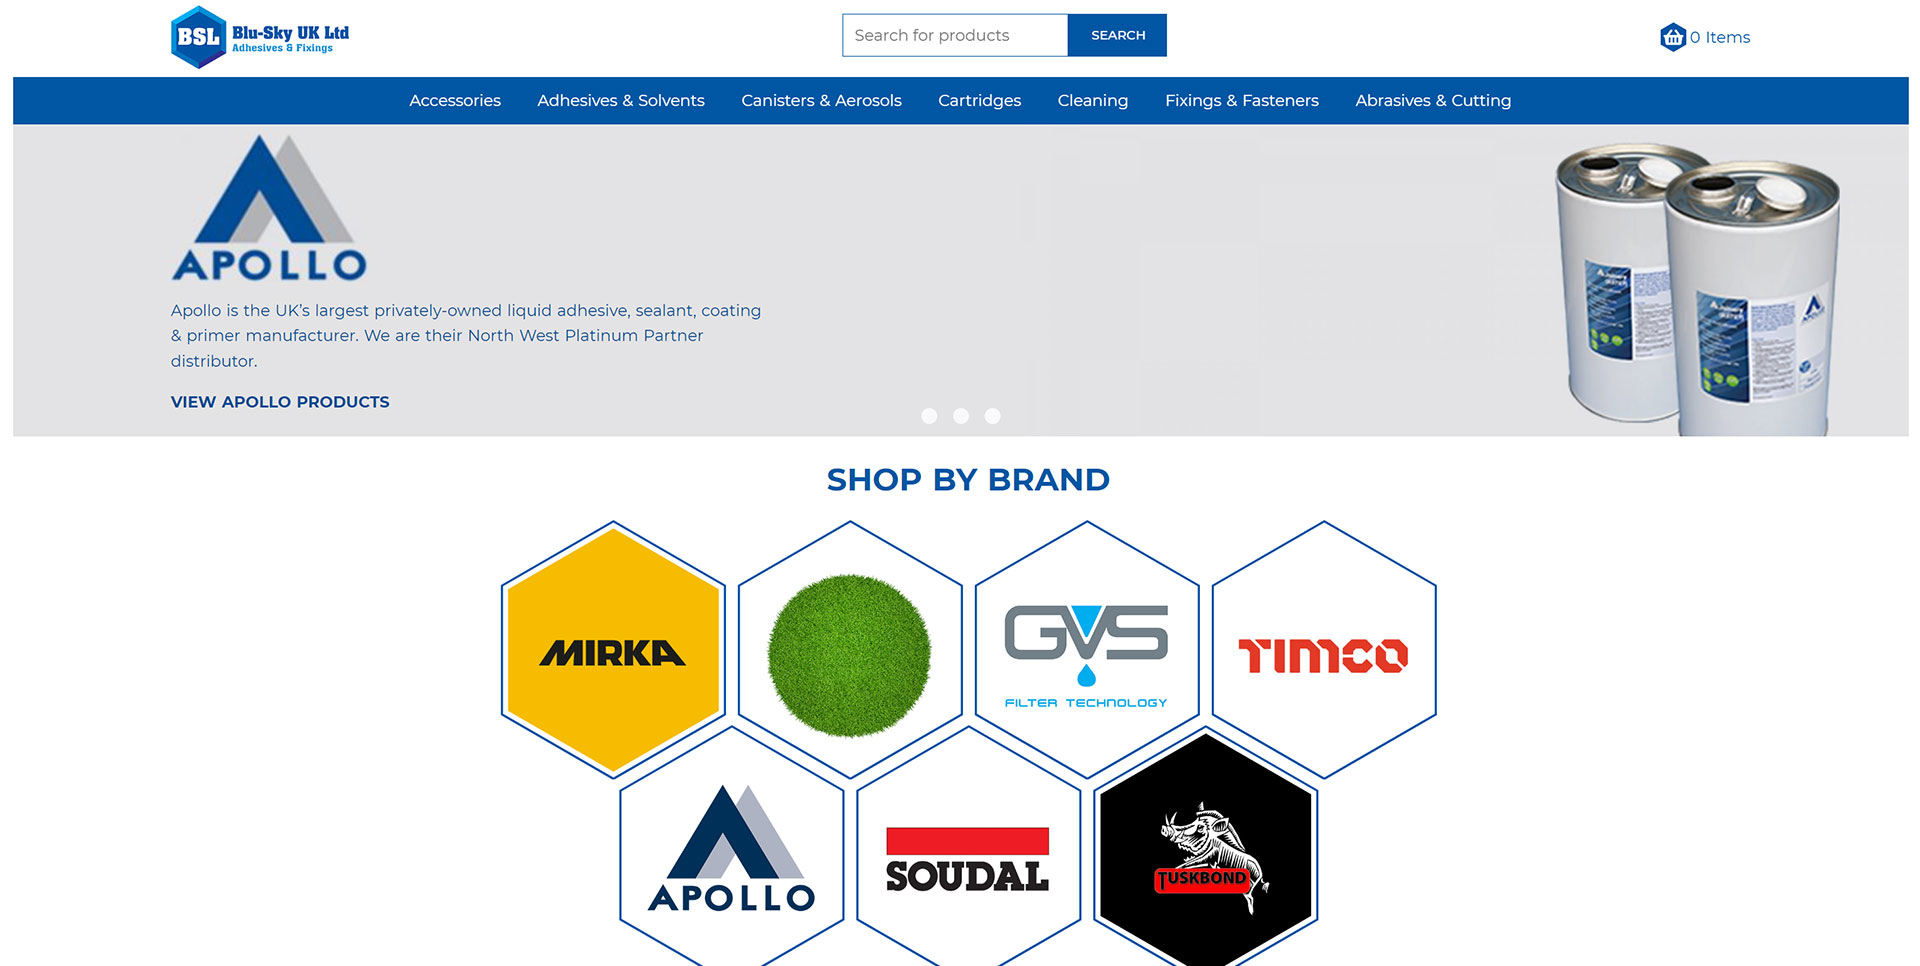 BSL
Blu-Sky UK Ltd
Adhesives & Fixings
Search for products
SEARCH
0 Items
Accessories
Adhesives & Solvents
Canisters & Aerosols
Cartridges
Cleaning
Fixings & Fasteners
Abrasives & Cutting
APOLLO
Apollo is the UK’s largest privately-owned liquid adhesive, sealant, coating
& primer manufacturer. We are their North West Platinum Partner
distributor.
VIEW APOLLO PRODUCTS
SHOP BY BRAND
MIRKA
GVS
FILTER TECHNOLOGY
TIMCO
APOLLO
SOUDAL
TUSKBOND